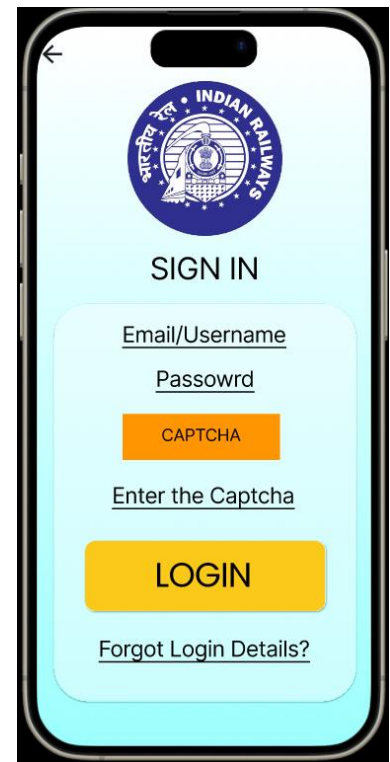 भारतीय रेल • INDIAN RAILWAYS
SIGN IN
Email/Username
Passowrd
CAPTCHA
Enter the Captcha
LOGIN
Forgot Login Details?